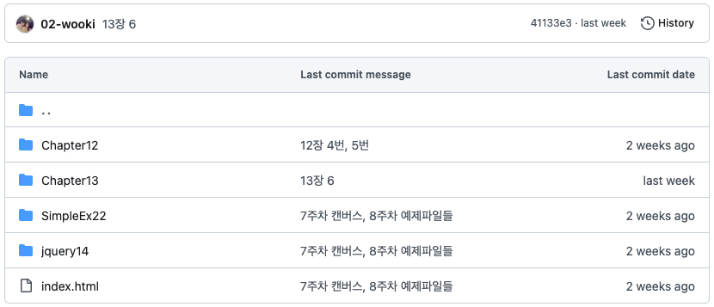 02-wooki 13장 6 41133e3 · last week History
Name Last commit message Last commit date
..
Chapter12 12장 4번, 5번 2 weeks ago
Chapter13 13장 6 last week
SimpleEx22 7주차 캔버스, 8주차 예제파일들 2 weeks ago
jquery14 7주차 캔버스, 8주차 예제파일들 2 weeks ago
index.html 7주차 캔버스, 8주차 예제파일들 2 weeks ago